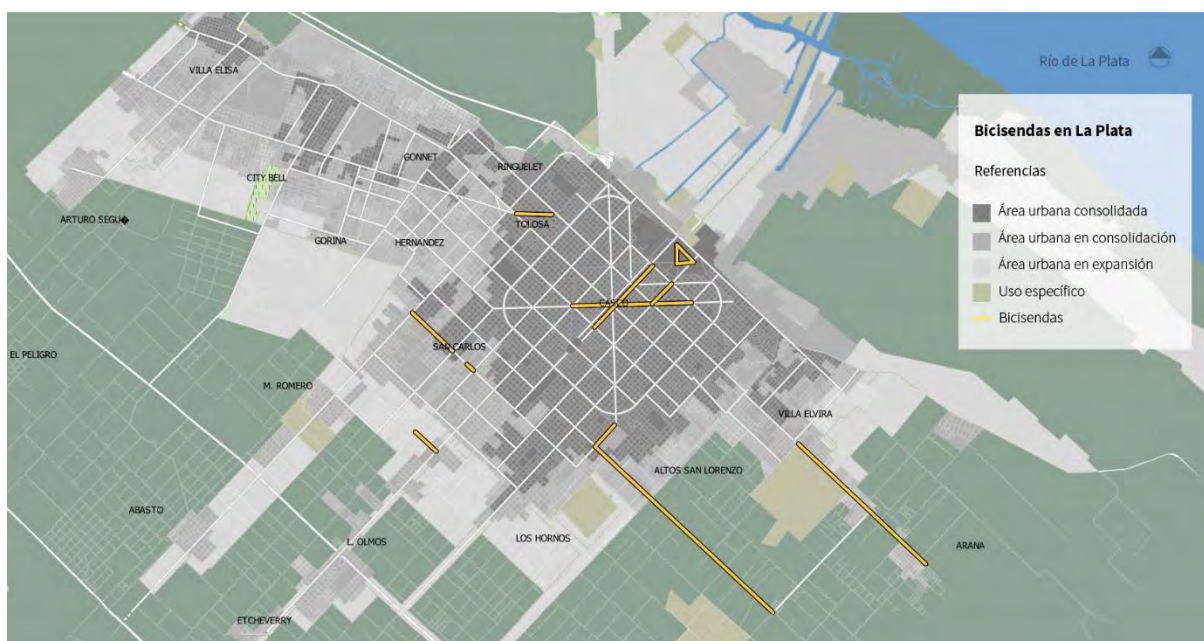 Río de La Plata
Bicisendas en La Plata
Referencias
Área urbana consolidada
Área urbana en consolidación
Área urbana en expansión
Uso específico
Bicisendas
VILLA ELISA
GONNET
RINGUELET
CITY BELL
ARTURO SEGU�
TOLOSA
GORINA
HERNANDEZ
CASCO
SAN CARLOS
EL PELIGRO
M. ROMERO
VILLA ELVIRA
ALTOS SAN LORENZO
ABASTO
L. OLMOS
LOS HORNOS
ARANA
ETCHEVERRY